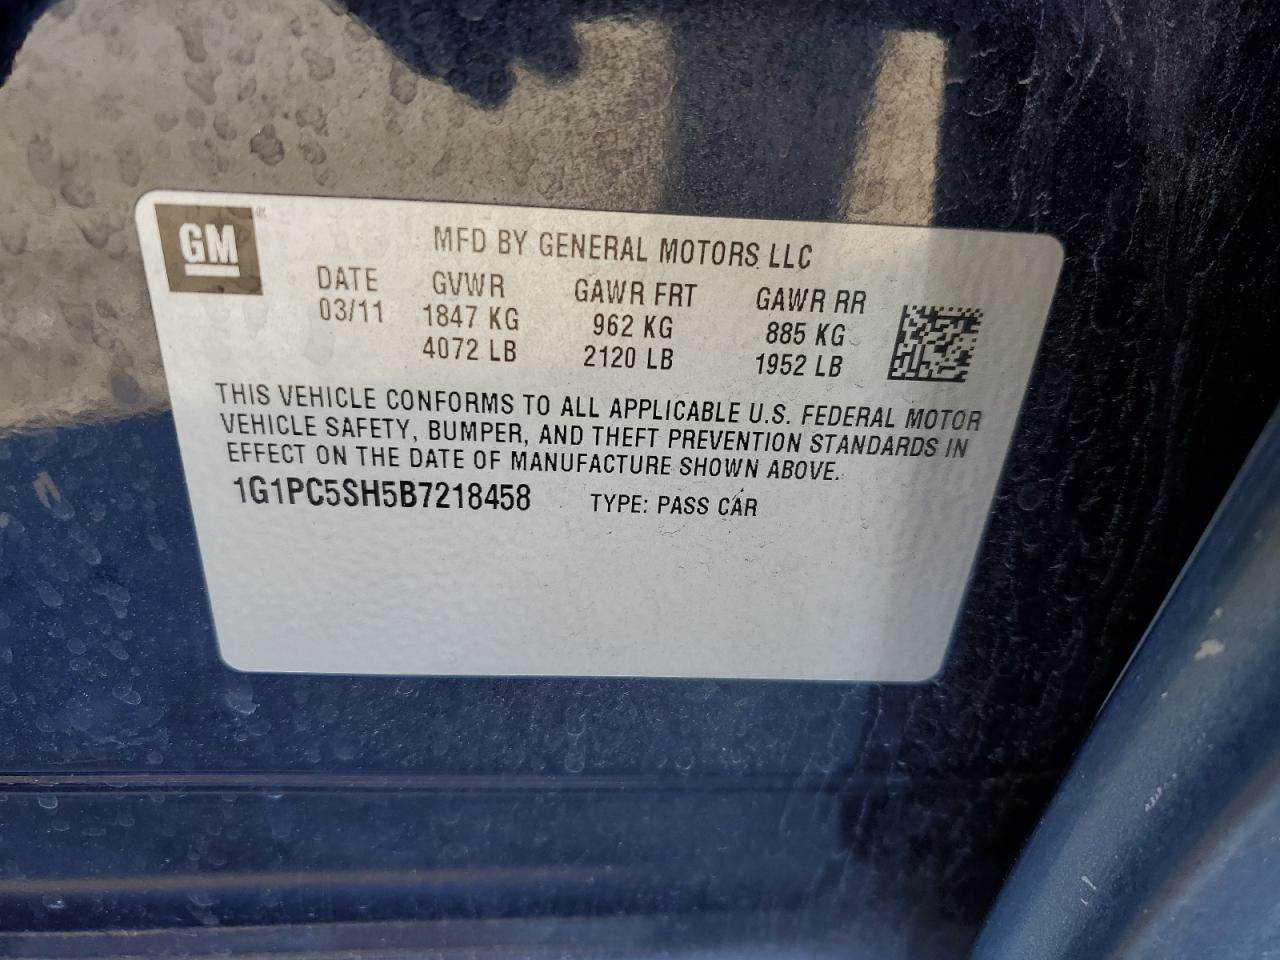 GM
MFD BY GENERAL MOTORS LLC
DATE GVWR GAWR FRT GAWR RR
03/11 1847 KG 962 KG 885 KG
4072 LB 2120 LB 1952 LB
THIS VEHICLE CONFORMS TO ALL APPLICABLE U.S. FEDERAL MOTOR
VEHICLE SAFETY, BUMPER, AND THEFT PREVENTION STANDARDS IN
EFFECT ON THE DATE OF MANUFACTURE SHOWN ABOVE.
1G1PC5SH5B7218458 TYPE: PASS CAR